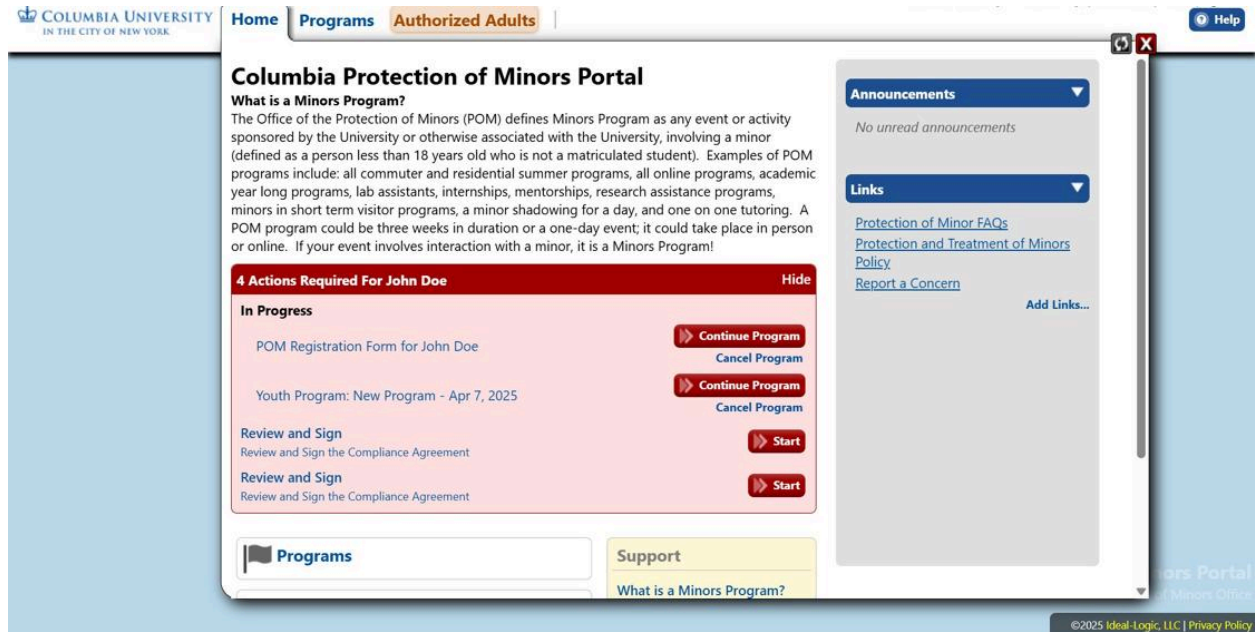 COLUMBIA UNIVERSITY
IN THE CITY OF NEW YORK
Home
Programs
Authorized Adults
Help
Columbia Protection of Minors Portal
What is a Minors Program?
The Office of the Protection of Minors (POM) defines Minors Program as any event or activity
sponsored by the University or otherwise associated with the University, involving a minor
(defined as a person less than 18 years old who is not a matriculated student). Examples of POM
programs include: all commuter and residential summer programs, all online programs, academic
year long programs, lab assistants, internships, mentorships, research assistance programs,
minors in short term visitor programs, a minor shadowing for a day, and one on one tutoring. A
POM program could be three weeks in duration or a one-day event; it could take place in person
or online. If your event involves interaction with a minor, it is a Minors Program!
4 Actions Required For John Doe
Hide
In Progress
POM Registration Form for John Doe
Continue Program
Cancel Program
Youth Program: New Program - Apr 7, 2025
Continue Program
Cancel Program
Review and Sign
Review and Sign the Compliance Agreement
Start
Review and Sign
Review and Sign the Compliance Agreement
Start
Programs
Support
What is a Minors Program?
Announcements
No unread announcements
Links
Protection of Minor FAQs
Protection and Treatment of Minors
Policy
Report a Concern
Add Links...
Portal
of Minors Office
©2025 Ideal-Logic, LLC | Privacy Policy